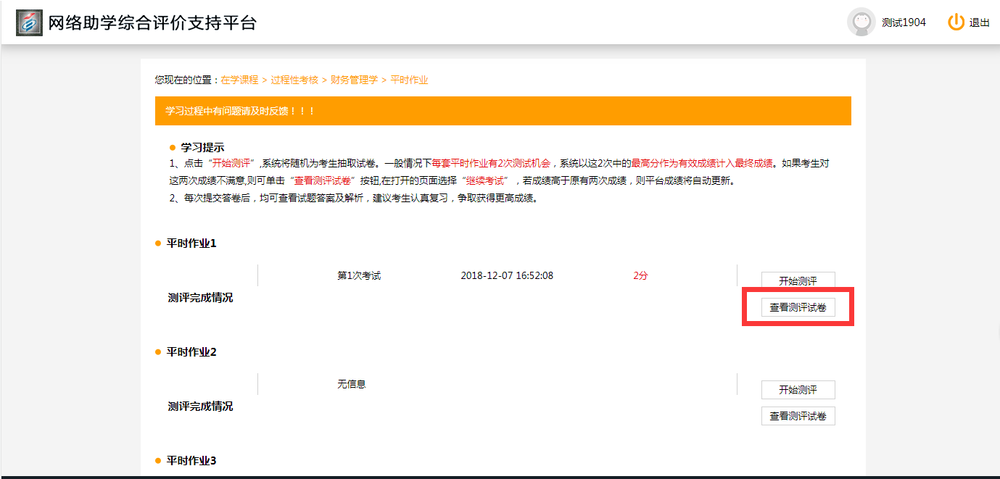 网络助学综合评价支持平台
测试1904
退出
您现在的位置：在学课程 > 过程性考核 > 财务管理学 > 平时作业
学习过程中有问题请及时反馈！！！
学习提示
1、点击“开始测评”,系统将随机为考生抽取试卷。一般情况下每套平时作业有2次测试机会，系统以这2次中的最高分作为有效成绩计入最终成绩。如果考生对
这两次成绩不满意,则可单击“查看测评试卷”按钮,在打开的页面选择“继续考试”，若成绩高于原有两次成绩，则平台成绩将自动更新。
2、每次提交答卷后，均可查看试题答案及解析，建议考生认真复习，争取获得更高成绩。
平时作业1
第1次考试 2018-12-07 16:52:08 2分
开始测评
测评完成情况
查看测评试卷
平时作业2
无信息
开始测评
测评完成情况
查看测评试卷
平时作业3